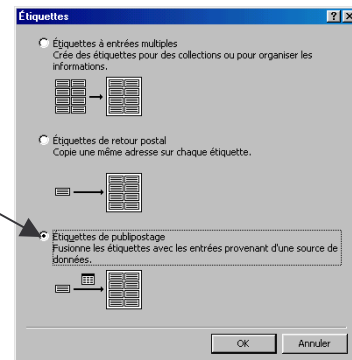 Étiquettes
Étiquettes à entrées multiples
Crée des étiquettes pour des collections ou pour organiser les
informations.
Étiquettes de retour postal
Copie une même adresse sur chaque étiquette.
Étiquettes de publipostage
Fusionne les étiquettes avec les entrées provenant d'une source de
données.
OK
Annuler